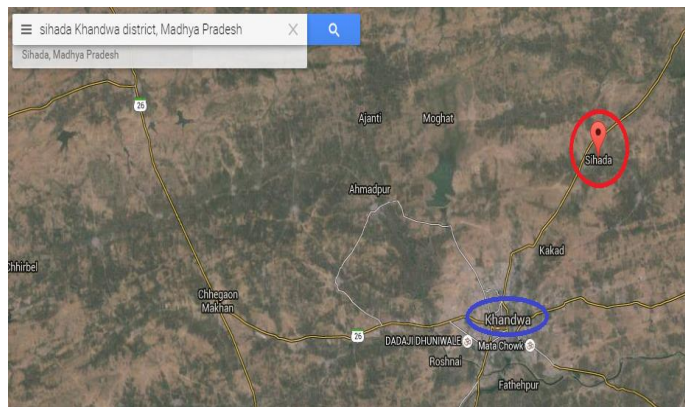 sihada Khandwa district, Madhya Pradesh
Sihada, Madhya Pradesh
26
Ajanti
Moghat
Sihada
Ahmadpur
Kakad
Chhirbel
Chhegaon
Makhan
Khandwa
26
DADAJI DHUNIWALE
Mata Chowk
Roshnai
Fathehpur